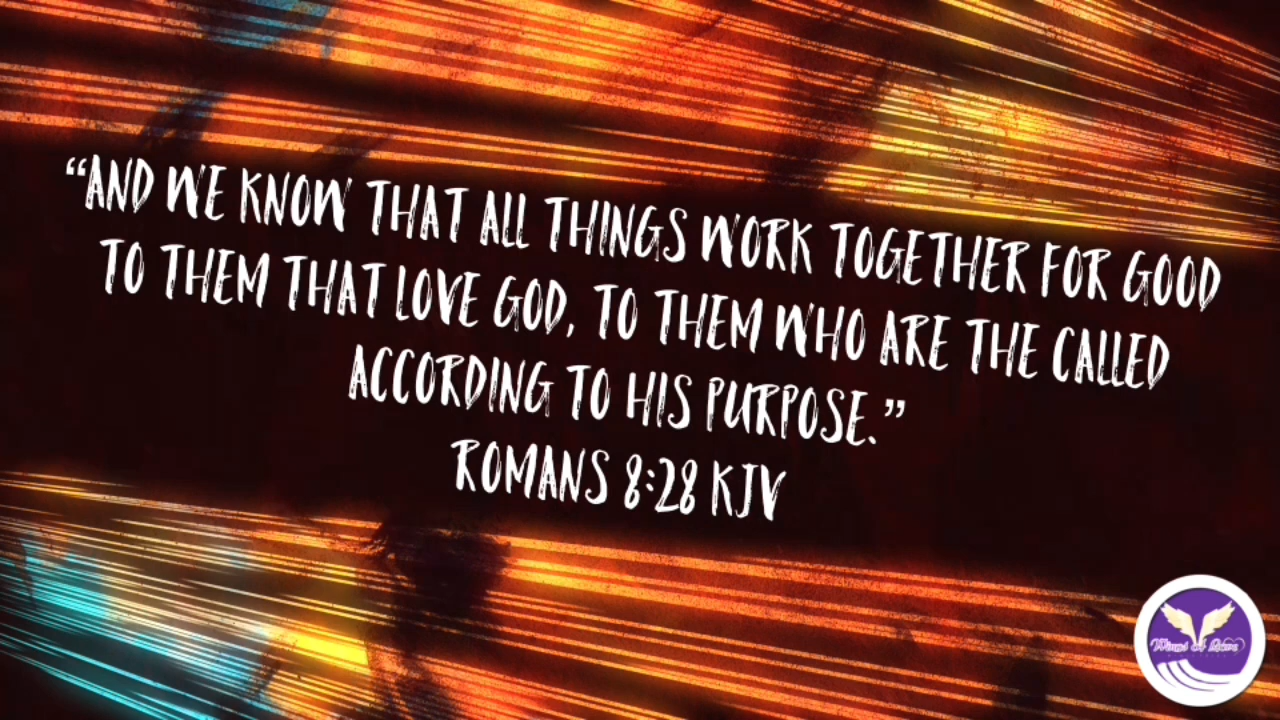 “AND WE KNOW THAT ALL THINGS WORK TOGETHER FOR GOOD
TO THEM THAT LOVE GOD, TO THEM WHO ARE THE CALLED
ACCORDING TO HIS PURPOSE.”
ROMANS 8:28 KJV